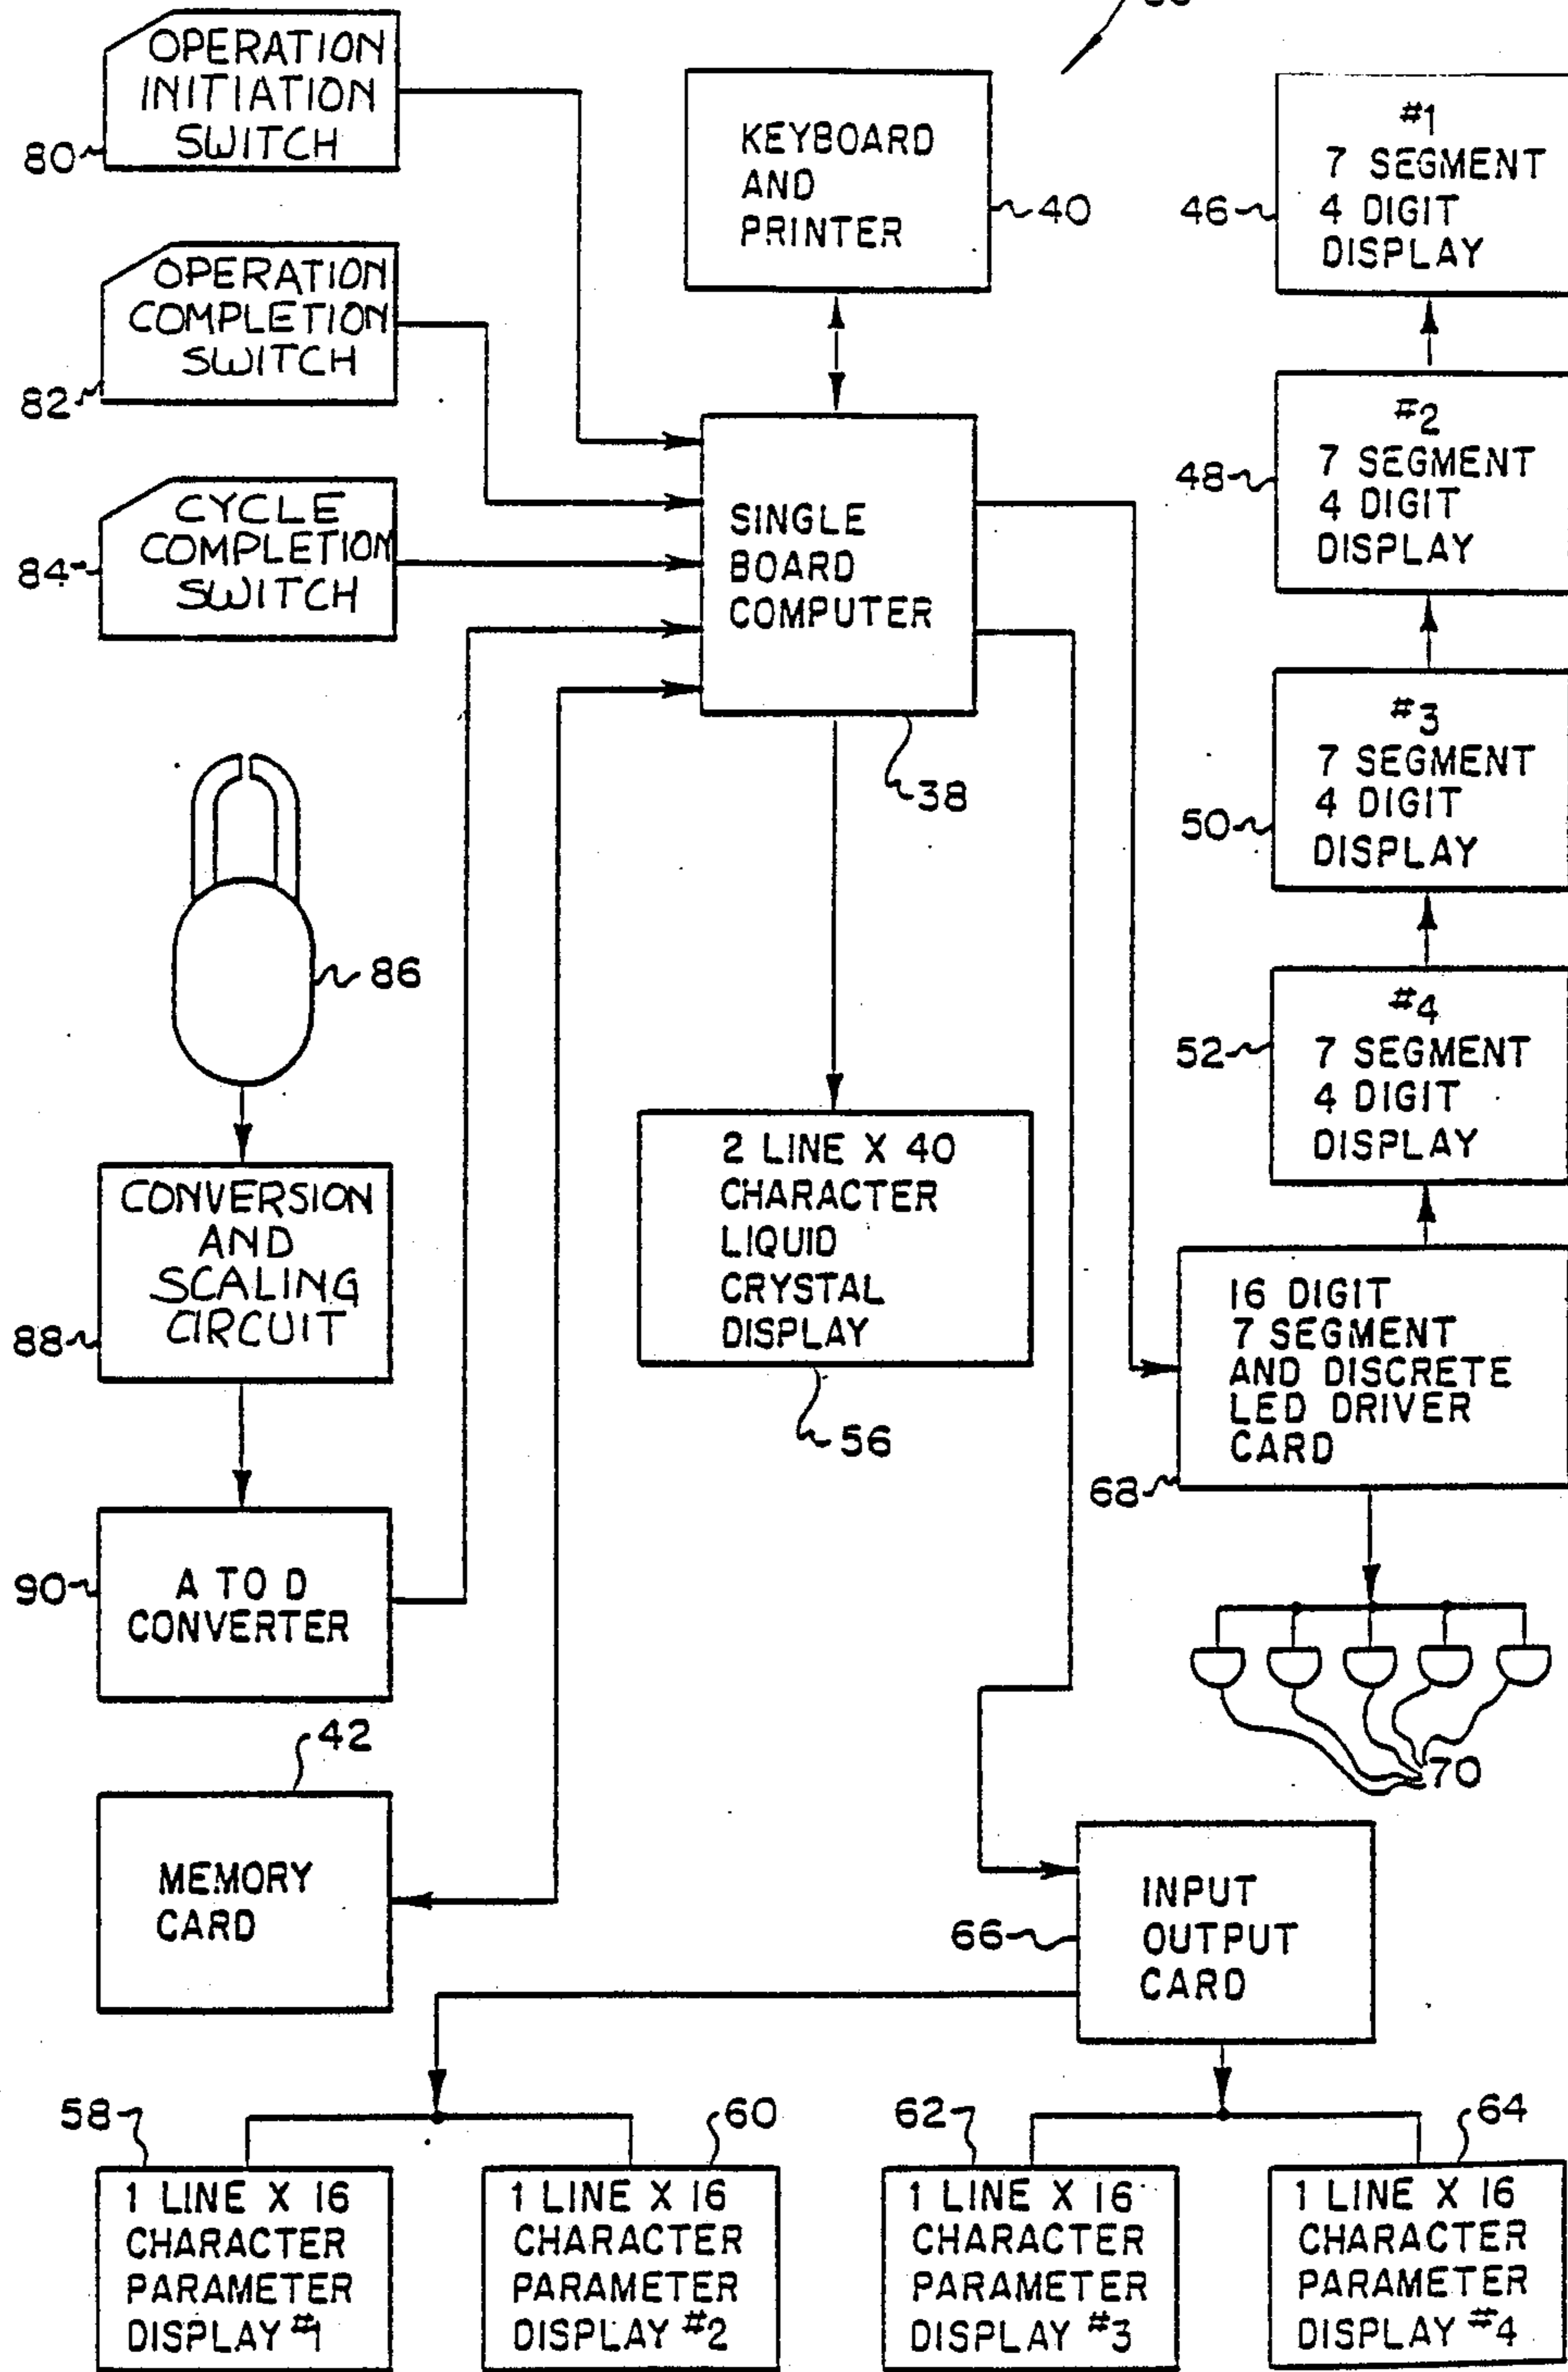 OPERATION
INITIATION
SWITCH
80
KEYBOARD
AND
PRINTER
40
#1
7 SEGMENT
4 DIGIT
DISPLAY
46
OPERATION
COMPLETION
SWITCH
82
#2
7 SEGMENT
4 DIGIT
DISPLAY
48
CYCLE
COMPLETION
SWITCH
84
SINGLE
BOARD
COMPUTER
38
#3
7 SEGMENT
4 DIGIT
DISPLAY
50
86
#4
7 SEGMENT
4 DIGIT
DISPLAY
52
CONVERSION
AND
SCALING
CIRCUIT
88
2 LINE X 40
CHARACTER
LIQUID
CRYSTAL
DISPLAY
56
16 DIGIT
7 SEGMENT
AND DISCRETE
LED DRIVER
CARD
68
A TO D
CONVERTER
90
70
42
MEMORY
CARD
INPUT
OUTPUT
CARD
66
58
1 LINE X 16
CHARACTER
PARAMETER
DISPLAY #1
60
1 LINE X 16
CHARACTER
PARAMETER
DISPLAY #2
62
1 LINE X 16
CHARACTER
PARAMETER
DISPLAY #3
64
1 LINE X 16
CHARACTER
PARAMETER
DISPLAY #4